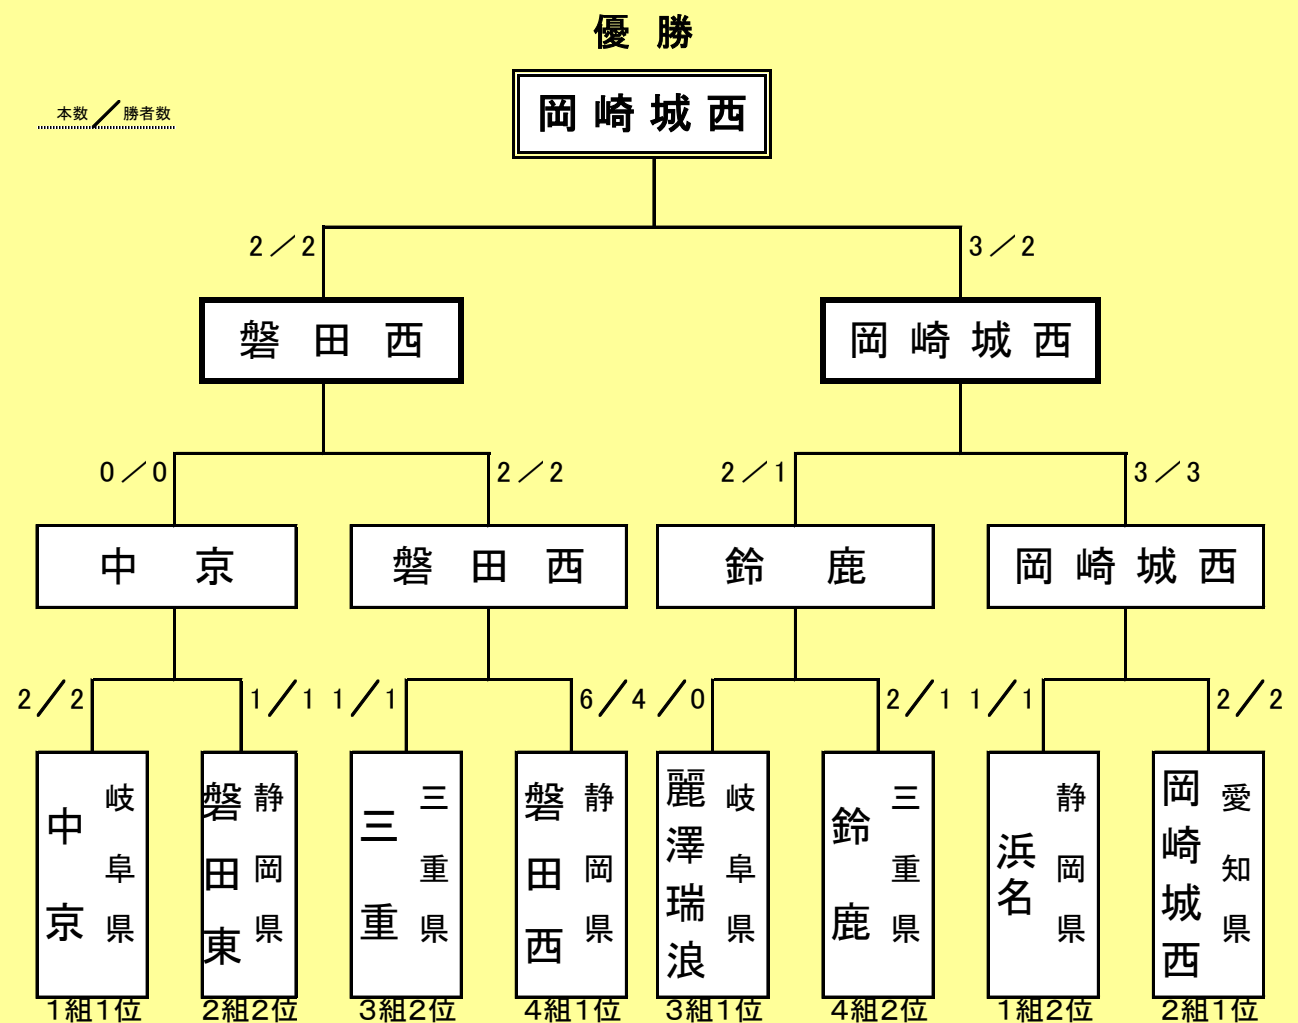 優 勝
岡崎城西
本数／勝者数
2／2
3／2
磐田西
岡崎城西
0／0
2／2
2／1
3／3
中京
磐田西
鈴鹿
岡崎城西
2／2
1／1
1／1
6／4
／0
2／1
1／1
2／2
岐阜県
中京
静岡県
磐田東
三重県
三重
静岡県
磐田西
岐阜県
麗澤瑞浪
三重県
鈴鹿
静岡県
浜名
愛知県
岡崎城西
1組1位
2組2位
3組2位
4組1位
3組1位
4組2位
1組2位
2組1位